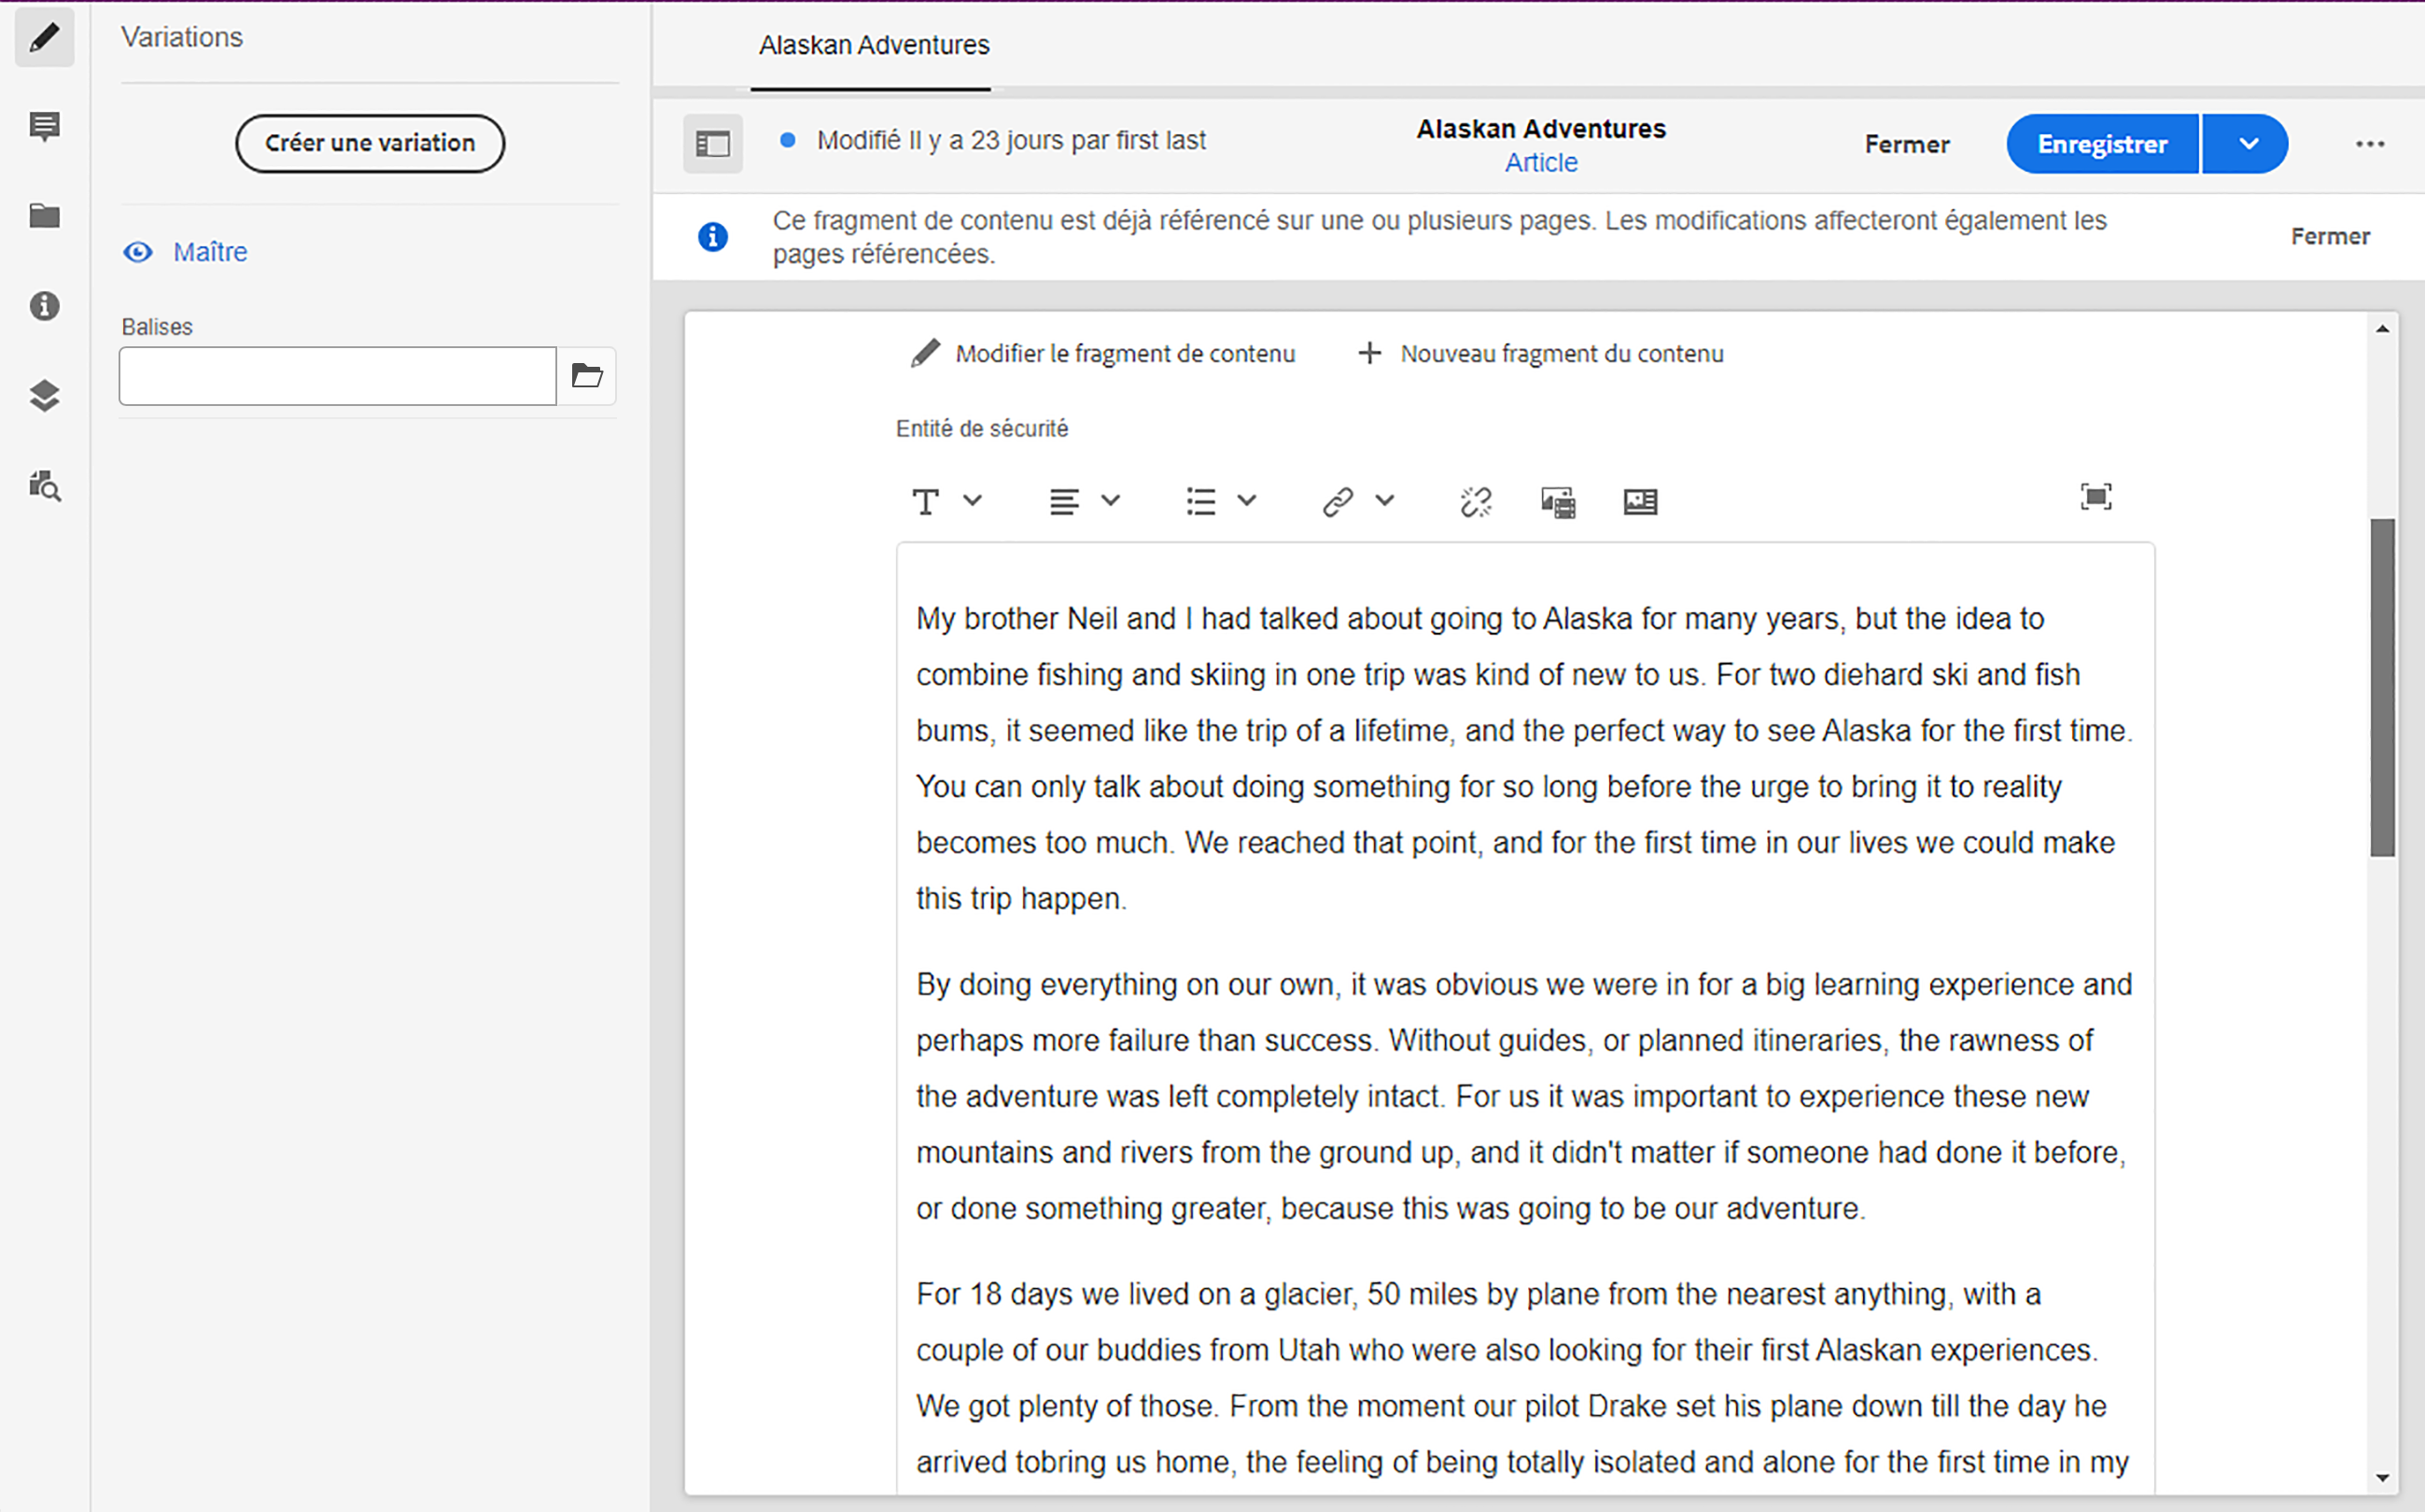 Variations
Créer une variation
Maître
Balises
Alaskan Adventures
Modifié Il y a 23 jours par first last
Alaskan Adventures
Article
Fermer
Enregistrer
Ce fragment de contenu est déjà référencé sur une ou plusieurs pages. Les modifications affecteront également les
pages référencées.
Fermer
Modifier le fragment de contenu
Nouveau fragment du contenu
Entité de sécurité
My brother Neil and I had talked about going to Alaska for many years, but the idea to
combine fishing and skiing in one trip was kind of new to us. For two diehard ski and fish
bums, it seemed like the trip of a lifetime, and the perfect way to see Alaska for the first time.
You can only talk about doing something for so long before the urge to bring it to reality
becomes too much. We reached that point, and for the first time in our lives we could make
this trip happen.
By doing everything on our own, it was obvious we were in for a big learning experience and
perhaps more failure than success. Without guides, or planned itineraries, the rawness of
the adventure was left completely intact. For us it was important to experience these new
mountains and rivers from the ground up, and it didn't matter if someone had done it before,
or done something greater, because this was going to be our adventure.
For 18 days we lived on a glacier, 50 miles by plane from the nearest anything, with a
couple of our buddies from Utah who were also looking for their first Alaskan experiences.
We got plenty of those. From the moment our pilot Drake set his plane down till the day he
arrived tobring us home, the feeling of being totally isolated and alone for the first time in my